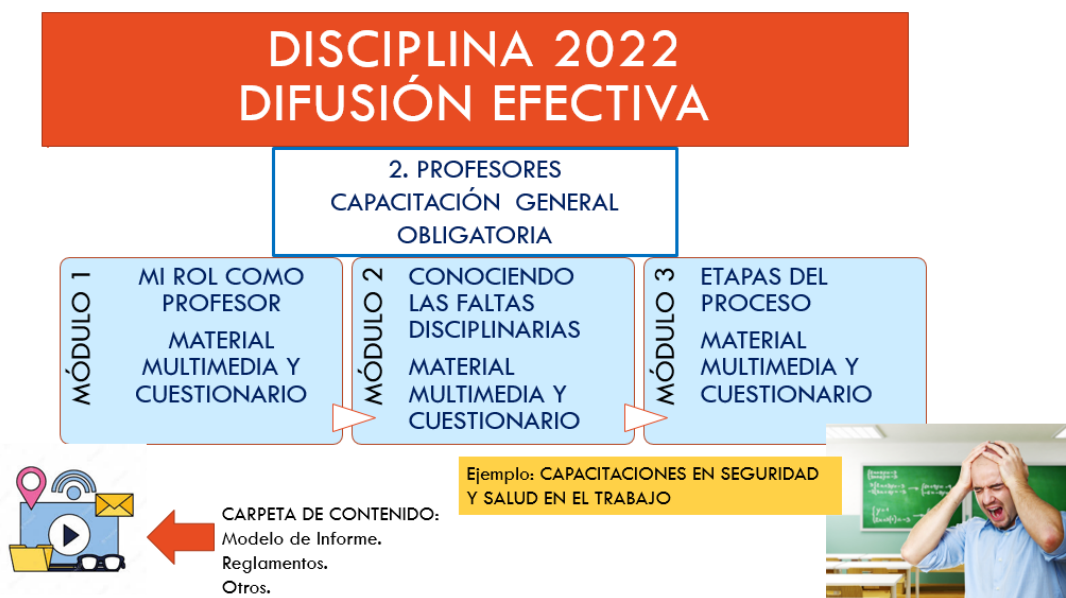 DISCIPLINA 2022
DIFUSIÓN EFECTIVA
2. PROFESORES
CAPACITACIÓN GENERAL
OBLIGATORIA
MÓDULO 1
MI ROL COMO
PROFESOR
MATERIAL
MULTIMEDIA Y
CUESTIONARIO
MÓDULO 2
CONOCIENDO
LAS FALTAS
DISCIPLINARIAS
MATERIAL
MULTIMEDIA Y
CUESTIONARIO
MÓDULO 3
ETAPAS DEL
PROCESO
MATERIAL
MULTIMEDIA Y
CUESTIONARIO
Ejemplo: CAPACITACIONES EN SEGURIDAD
Y SALUD EN EL TRABAJO
CARPETA DE CONTENIDO:
Modelo de Informe.
Reglamentos.
Otros.